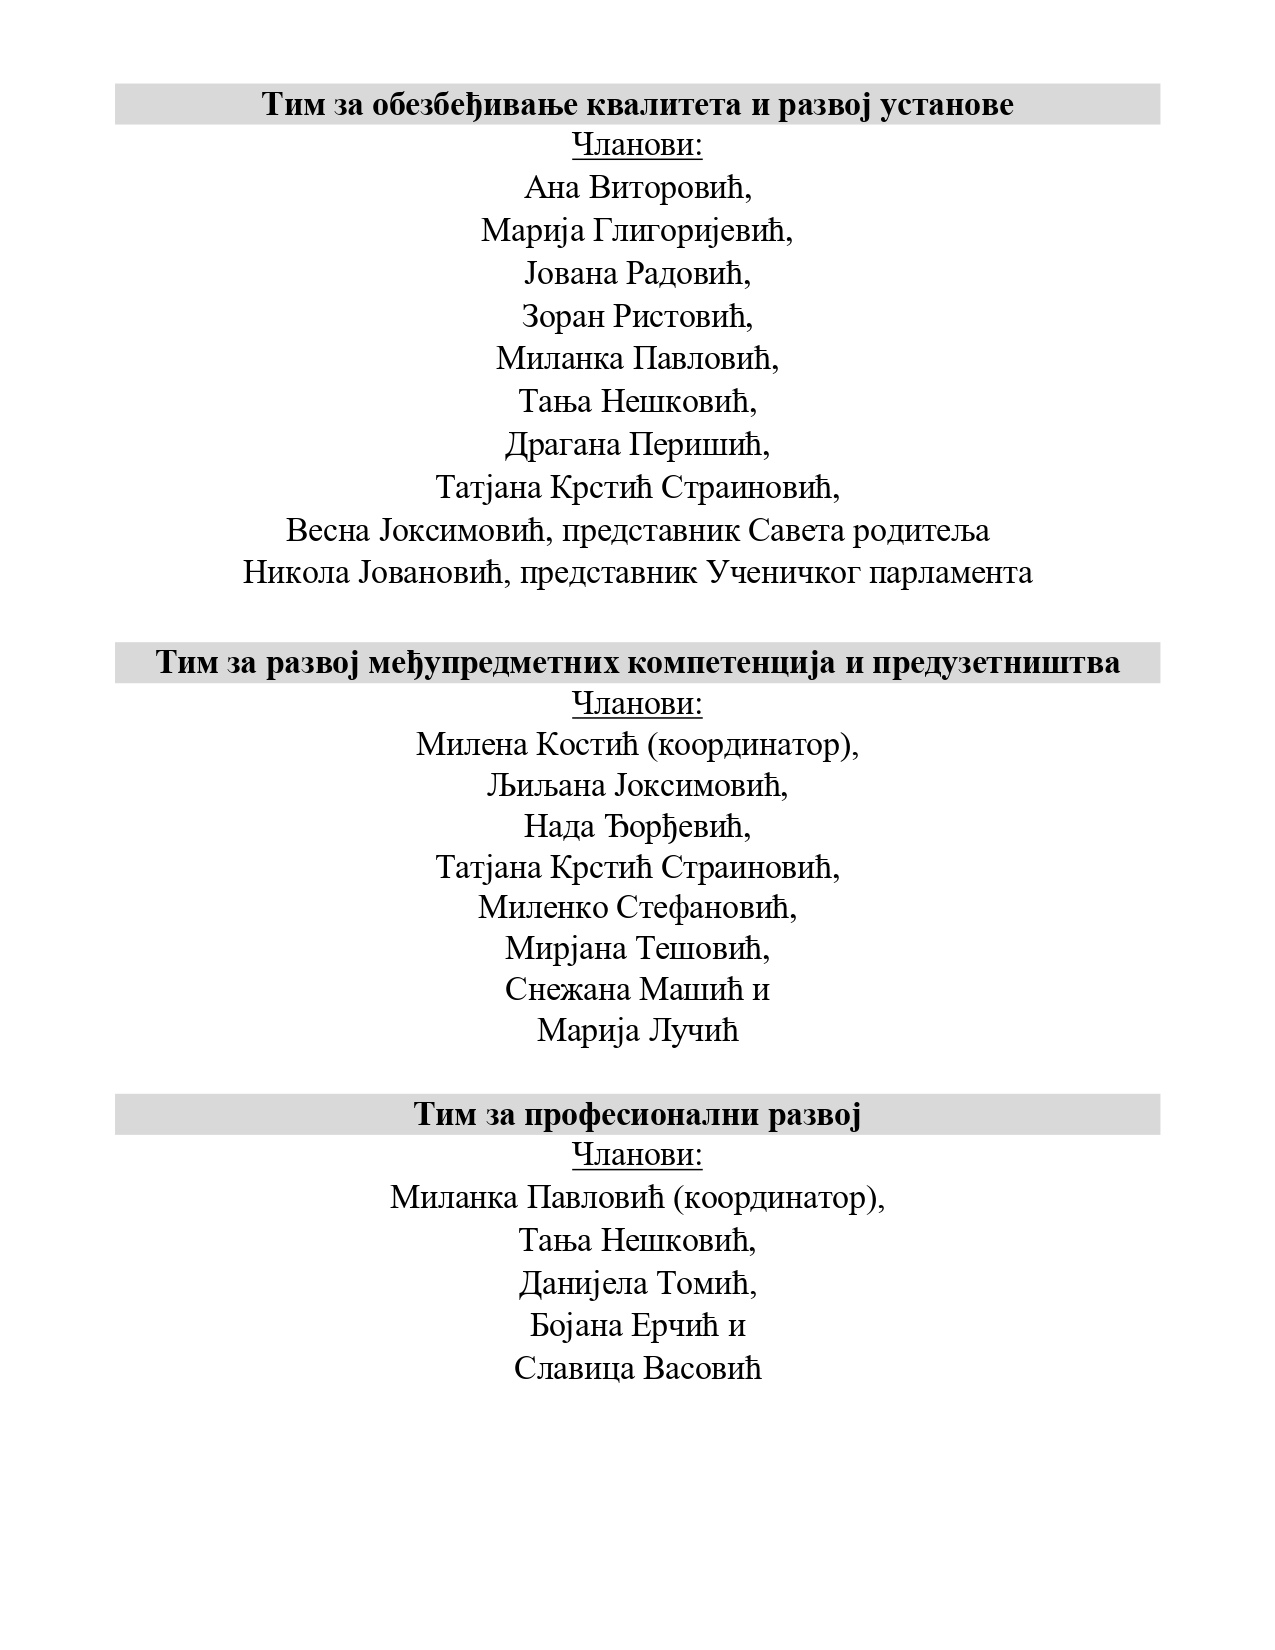 Тим за обезбеђивање квалитета и развој установе
Чланови:
Ана Виторовић,
Марија Глигоријевић,
Јована Радовић,
Зоран Ристовић,
Миланка Павловић,
Тања Нешковић,
Драгана Перишић,
Татјана Крстић Страиновић,
Весна Јоксимовић, представник Савета родитеља
Никола Јовановић, представник Ученичког парламента
Тим за развој међупредметних компетенција и предузетништва
Чланови:
Милена Костић (координатор),
Љиљана Јоксимовић,
Нада Ђорђевић,
Татјана Крстић Страиновић,
Миленко Стефановић,
Мирјана Тешовић,
Снежана Машић и
Марија Лучић
Тим за професионални развој
Чланови:
Миланка Павловић (координатор),
Тања Нешковић,
Данијела Томић,
Бојана Ерчић и
Славица Васовић